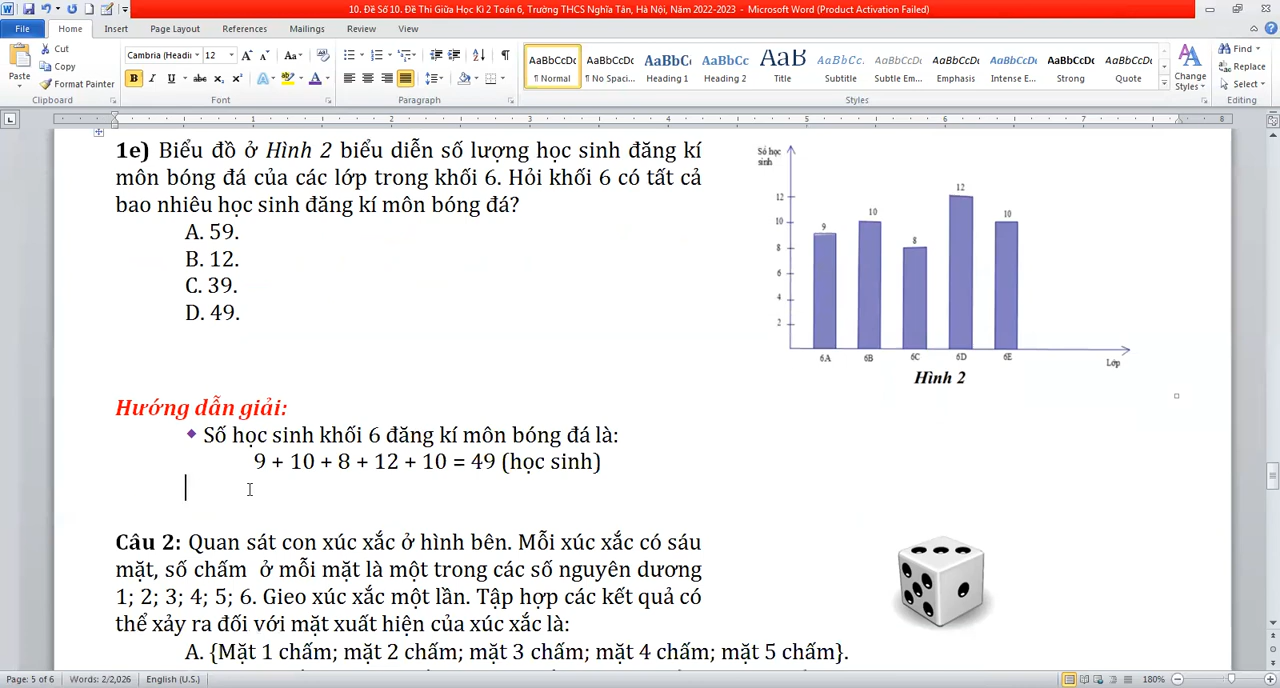 10. Đề Số 10. Đề Thi Giữa Học Kì 2 Toán 6, Trường THCS Nghĩa Tân, Hà Nội, Năm 2022-2023 - Microsoft Word (Product Activation Failed)
File Home Insert Page Layout References Mailings Review View
Paste
Cut
Copy
Format Painter
Clipboard
Cambria (Headi 12
Font
Paragraph
AaBbCcDc AaBbCcDc AaBbC AaBbCc AaB AaBbCc. AaBbCcDc AaBbCcDc AaBbCcDc AaBbCcDc AaBbCcDc
¶ Normal ¶ No Spaci... Heading 1 Heading 2 Title Subtitle Subtle Em... Emphasis Intense E... Strong Quote
Change Styles
Styles
Find
Replace
Select
Editing
1 2 3 4 5 6 7 8
1e) Biểu đồ ở Hình 2 biểu diễn số lượng học sinh đăng kí
môn bóng đá của các lớp trong khối 6. Hỏi khối 6 có tất cả
bao nhiêu học sinh đăng kí môn bóng đá?
A. 59.
B. 12.
C. 39.
D. 49.
Số học
sinh
12
10
8
6
4
2
9 10 8 12 10
6A 6B 6C 6D 6E
Lớp
Hình 2
Hướng dẫn giải:
Số học sinh khối 6 đăng kí môn bóng đá là:
9 + 10 + 8 + 12 + 10 = 49 (học sinh)
Câu 2: Quan sát con xúc xắc ở hình bên. Mỗi xúc xắc có sáu
mặt, số chấm ở mỗi mặt là một trong các số nguyên dương
1; 2; 3; 4; 5; 6. Gieo xúc xắc một lần. Tập hợp các kết quả có
thể xảy ra đối với mặt xuất hiện của xúc xắc là:
A. {Mặt 1 chấm; mặt 2 chấm; mặt 3 chấm; mặt 4 chấm; mặt 5 chấm}.
Page: 5 of 6 Words: 2/2,026 English (U.S.) 180%